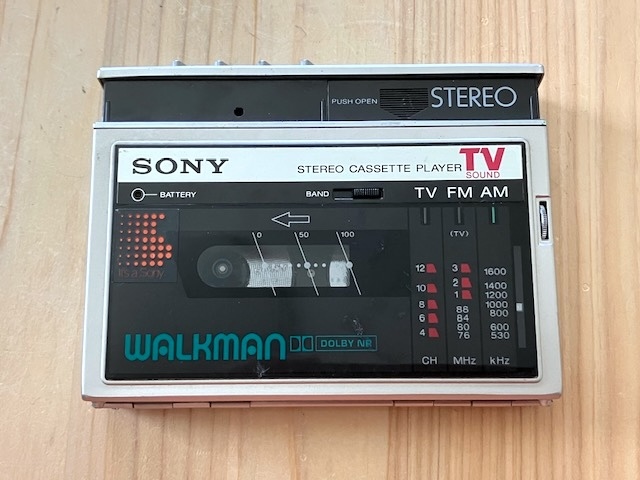 PUSH OPEN STEREO
SONY STEREO CASSETTE PLAYER TV
SOUND
BATTERY BAND TV FM AM
(TV)
It's a Sony
0 50 100
12 3 1600
10 2 1400
8 1 1200
88 1000
6 84 800
80 600
4 76 530
WALKMAN DOLBY NR
CH MHz kHz